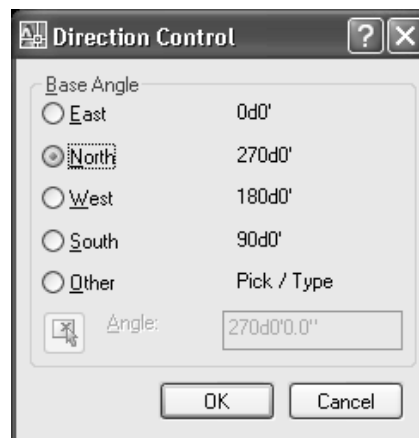 Direction Control
Base Angle
East 0d0'
North 270d0'
West 180d0'
South 90d0'
Other Pick / Type
Angle: 270d0'0.0"
OK Cancel